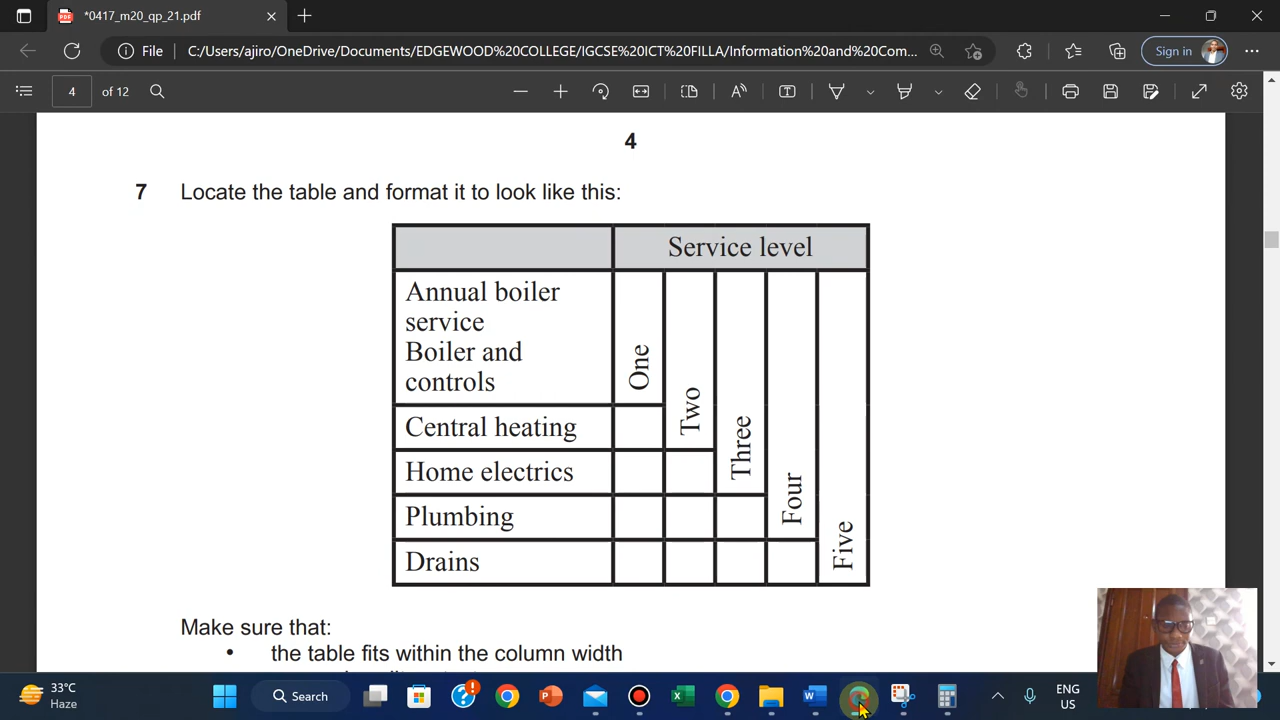 *0417_m20_qp_21.pdf
File
C:/Users/ajiro/OneDrive/Documents/EDGEWOOD%20COLLEGE/IGCSE%20ICT%20FILLA/Information%20and%20Com...
Sign in
4 of 12
4
7 Locate the table and format it to look like this:
Service level
Annual boiler
service
Boiler and
controls
One
Two
Three
Four
Five
Central heating
Home electrics
Plumbing
Drains
Make sure that:
• the table fits within the column width
33°C
Haze
Search
ENG
US